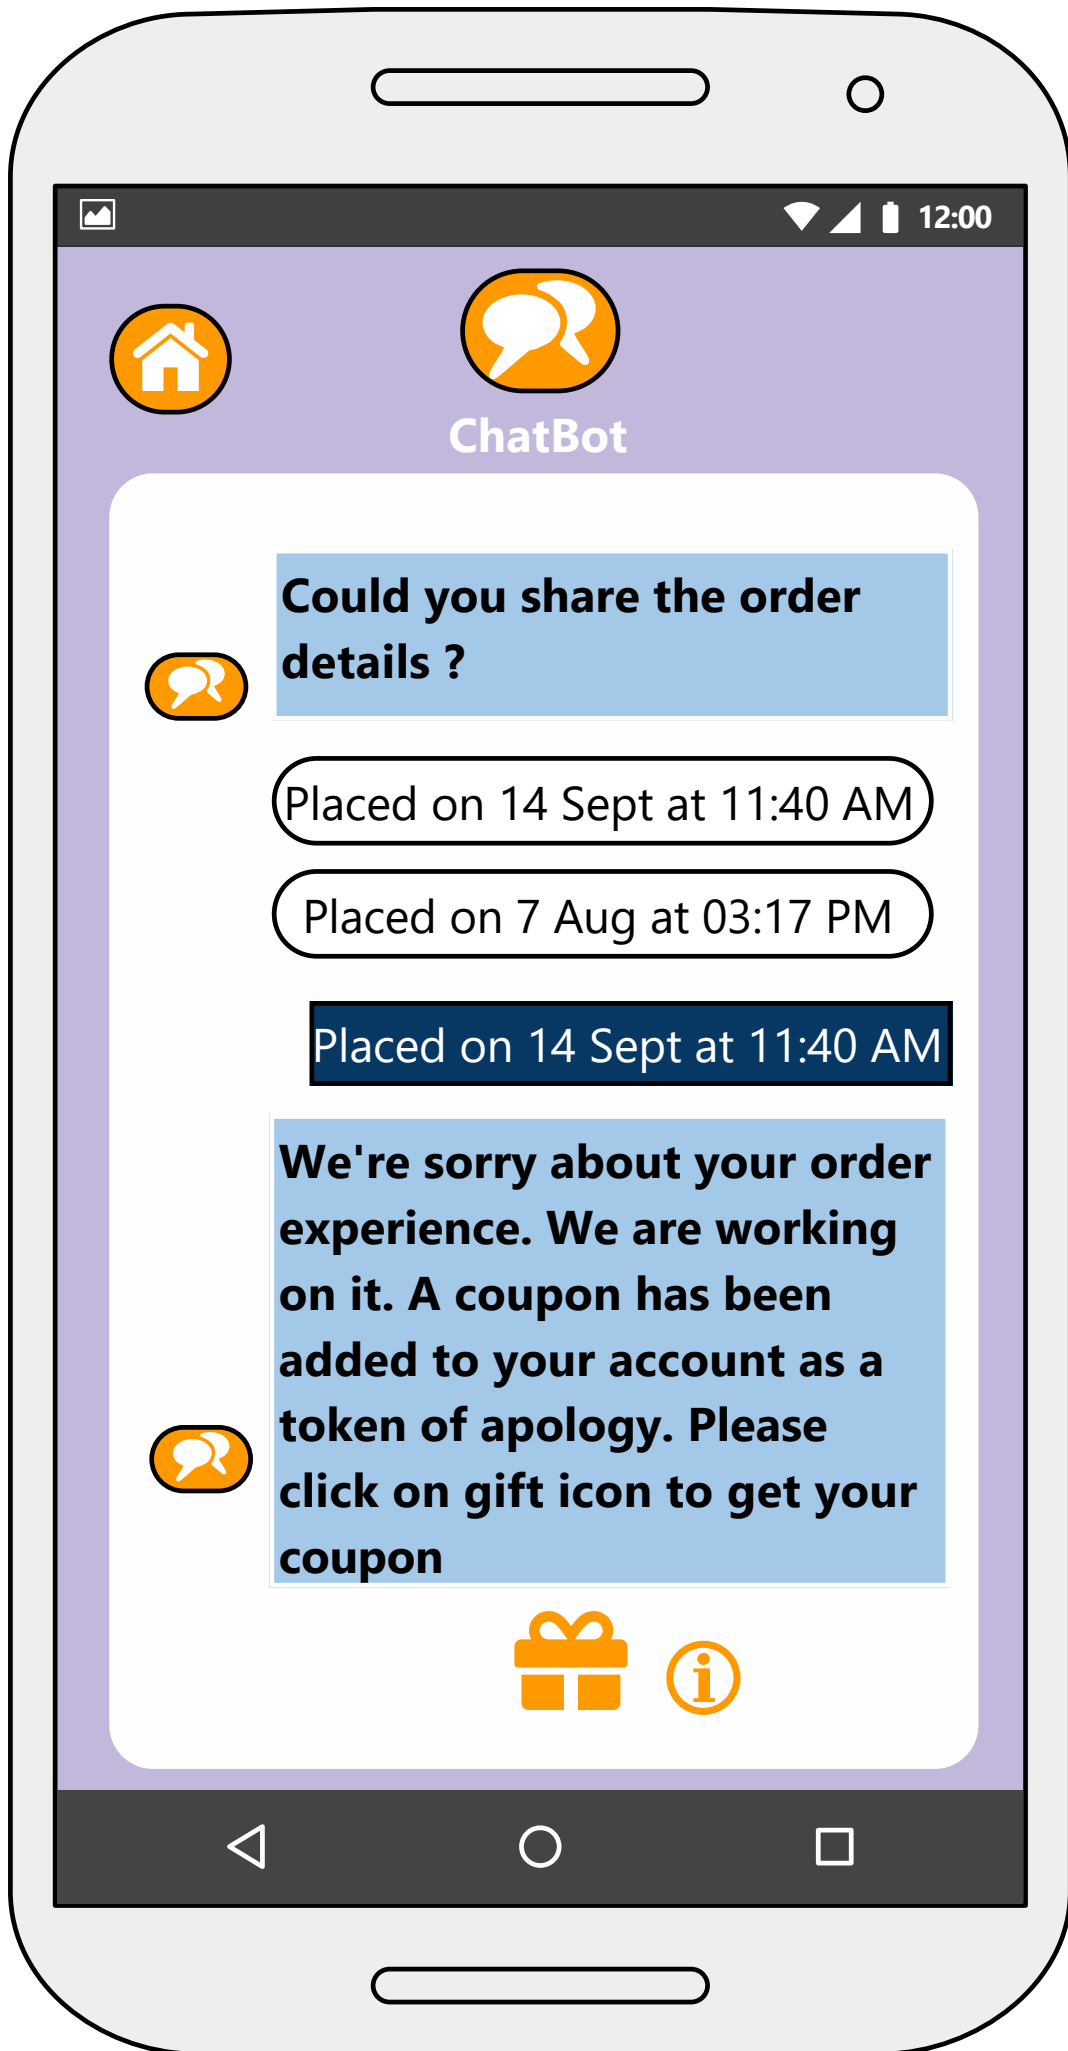 12:00
ChatBot
Could you share the order
details ?
Placed on 14 Sept at 11:40 AM
Placed on 7 Aug at 03:17 PM
Placed on 14 Sept at 11:40 AM
We're sorry about your order
experience. We are working
on it. A coupon has been
added to your account as a
token of apology. Please
click on gift icon to get your
coupon